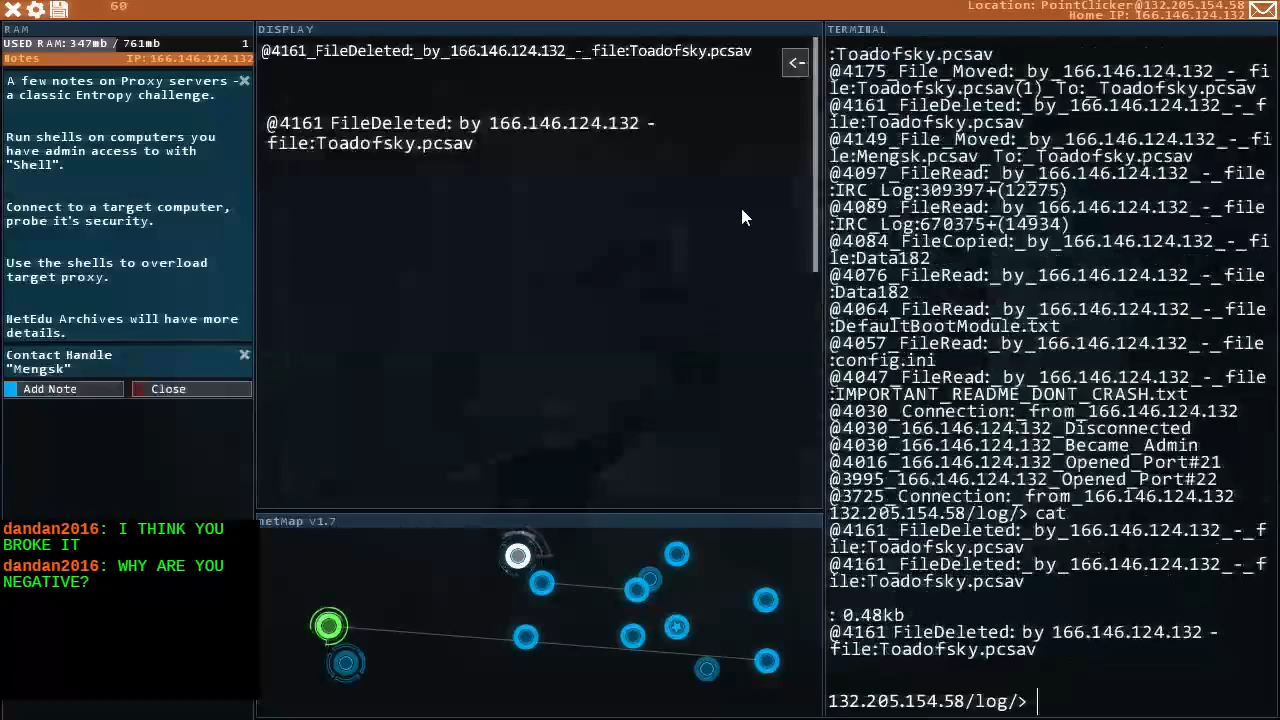 60
Location: PointClicker@132.205.154.58
Home IP: 166.146.124.132
RAM
USED RAM: 347mb / 761mb 1
Notes IP: 166.146.124.132
A few notes on Proxy servers -
a classic Entropy challenge.
Run shells on computers you
have admin access to with
"Shell".
Connect to a target computer,
probe it's security.
Use the shells to overload
target proxy.
NetEdu Archives will have more
details.
Contact Handle
"Mengsk"
Add Note Close
dandan2016: I THINK YOU
BROKE IT
dandan2016: WHY ARE YOU
NEGATIVE?
DISPLAY
@4161_FileDeleted:_by_166.146.124.132_-_file:Toadofsky.pcsav
<-
@4161 FileDeleted: by 166.146.124.132 -
file:Toadofsky.pcsav
netMap v1.7
TERMINAL
:Toadofsky.pcsav
@4175_File_Moved:_by_166.146.124.132_-_fi
le:Toadofsky.pcsav(1)_To:_Toadofsky.pcsav
@4161_FileDeleted:_by_166.146.124.132_-_f
ile:Toadofsky.pcsav
@4149_File_Moved:_by_166.146.124.132_-_fi
le:Mengsk.pcsav_To:_Toadofsky.pcsav
@4097_FileRead:_by_166.146.124.132_-_file
:IRC_Log:309397+(12275)
@4089_FileRead:_by_166.146.124.132_-_file
:IRC_Log:670375+(14934)
@4084_FileCopied:_by_166.146.124.132_-_fi
le:Data182
@4076_FileRead:_by_166.146.124.132_-_file
:Data182
@4064_FileRead:_by_166.146.124.132_-_file
:DefaultBootModule.txt
@4057_FileRead:_by_166.146.124.132_-_file
:config.ini
@4047_FileRead:_by_166.146.124.132_-_file
:IMPORTANT_README_DONT_CRASH.txt
@4030_Connection:_from_166.146.124.132
@4030_166.146.124.132_Disconnected
@4030_166.146.124.132_Became_Admin
@4016_166.146.124.132_Opened_Port#21
@3995_166.146.124.132_Opened_Port#22
@3725_Connection:_from_166.146.124.132
132.205.154.58/log/> cat
@4161_FileDeleted:_by_166.146.124.132_-_f
ile:Toadofsky.pcsav
@4161_FileDeleted:_by_166.146.124.132_-_f
ile:Toadofsky.pcsav
: 0.48kb
@4161 FileDeleted: by 166.146.124.132 -
file:Toadofsky.pcsav
132.205.154.58/log/>